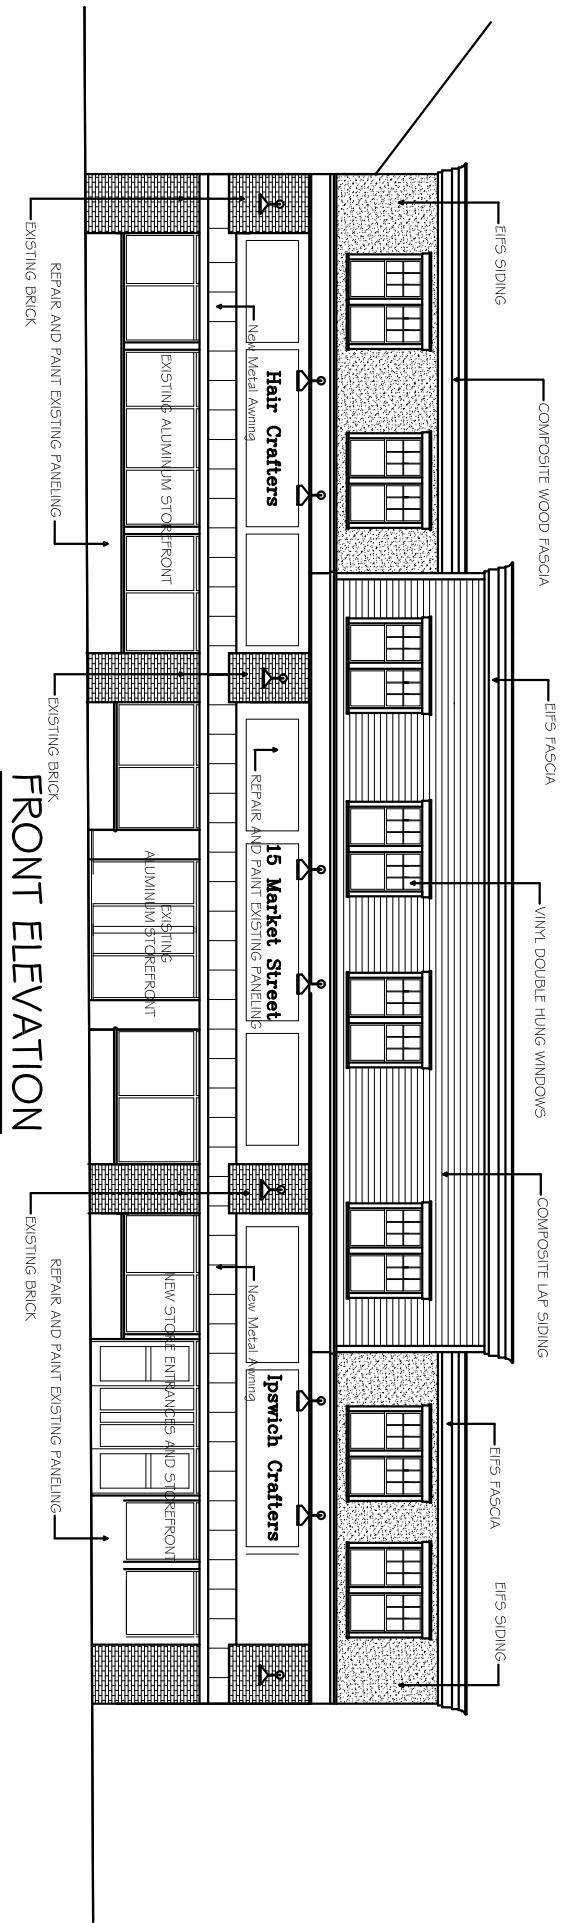 EIFS SIDING
COMPOSITE WOOD FASCIA
EIFS FASCIA
VINYL DOUBLE HUNG WINDOWS
COMPOSITE LAP SIDING
EIFS FASCIA
EIFS SIDING
Hair Crafters
New Metal Awning
15 Market Street
REPAIR AND PAINT EXISTING PANELING
Ipswich Crafters
New Metal Awning
EXISTING ALUMINUM STOREFRONT
EXISTING
ALUMINUM STOREFRONT
NEW STORE ENTRANCES AND STOREFRONT
REPAIR AND PAINT EXISTING PANELING
EXISTING BRICK
EXISTING BRICK
REPAIR AND PAINT EXISTING PANELING
EXISTING BRICK
FRONT ELEVATION